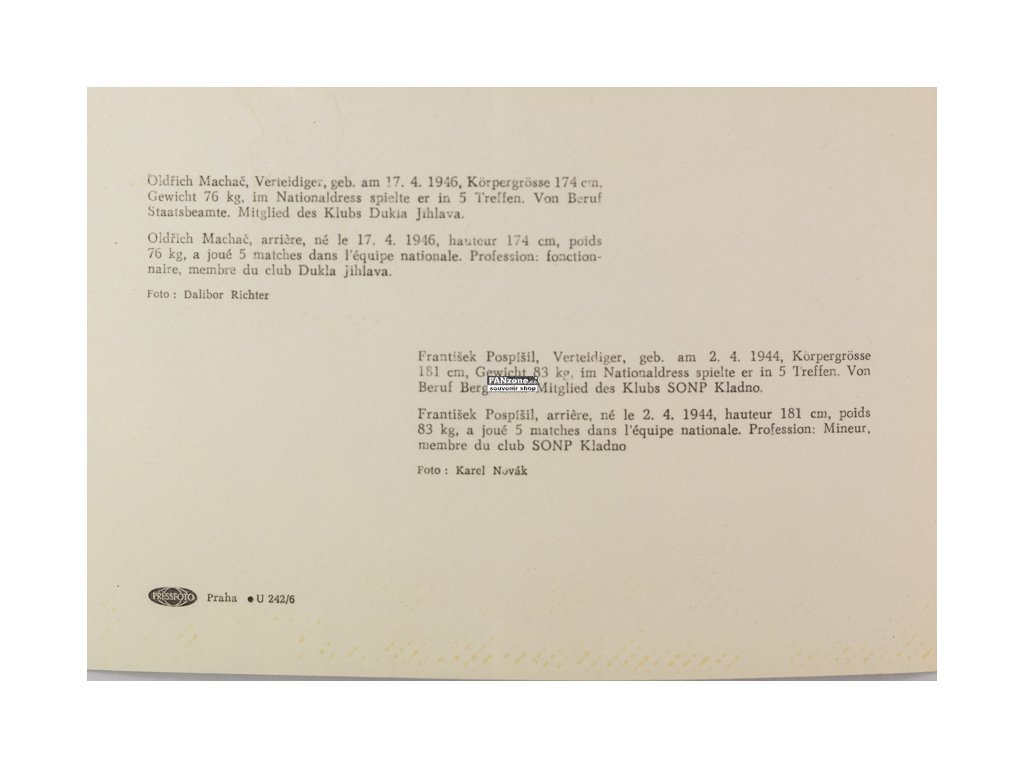 Oldřich Machač, Verteidiger, geb. am 17. 4. 1946, Körpergrösse 174 cm,
Gewicht 76 kg, im Nationaldress spielte er in 5 Treffen. Von Beruf
Staatsbeamte. Mitglied des Klubs Dukla Jihlava.
Oldřich Machač, arrière, né le 17. 4. 1946, hauteur 174 cm, poids
76 kg, a joué 5 matches dans l'équipe nationale. Profession: fonction-
naire, membre du club Dukla Jihlava.
Foto : Dalibor Richter
František Pospíšil, Verteidiger, geb. am 2. 4. 1944, Körpergrösse
181 cm, Gewicht 83 kg, im Nationaldress spielte er in 5 Treffen. Von
Beruf Mitglied des Klubs SONP Kladno.
FANzone.cz
souvenir shop
František Pospíšil, arrière, né le 2. 4. 1944, hauteur 181 cm, poids
83 kg, a joué 5 matches dans l'équipe nationale. Profession: Mineur,
membre du club SONP Kladno
Foto : Karel Novák
PRESSFOTO Praha ● U 242/6